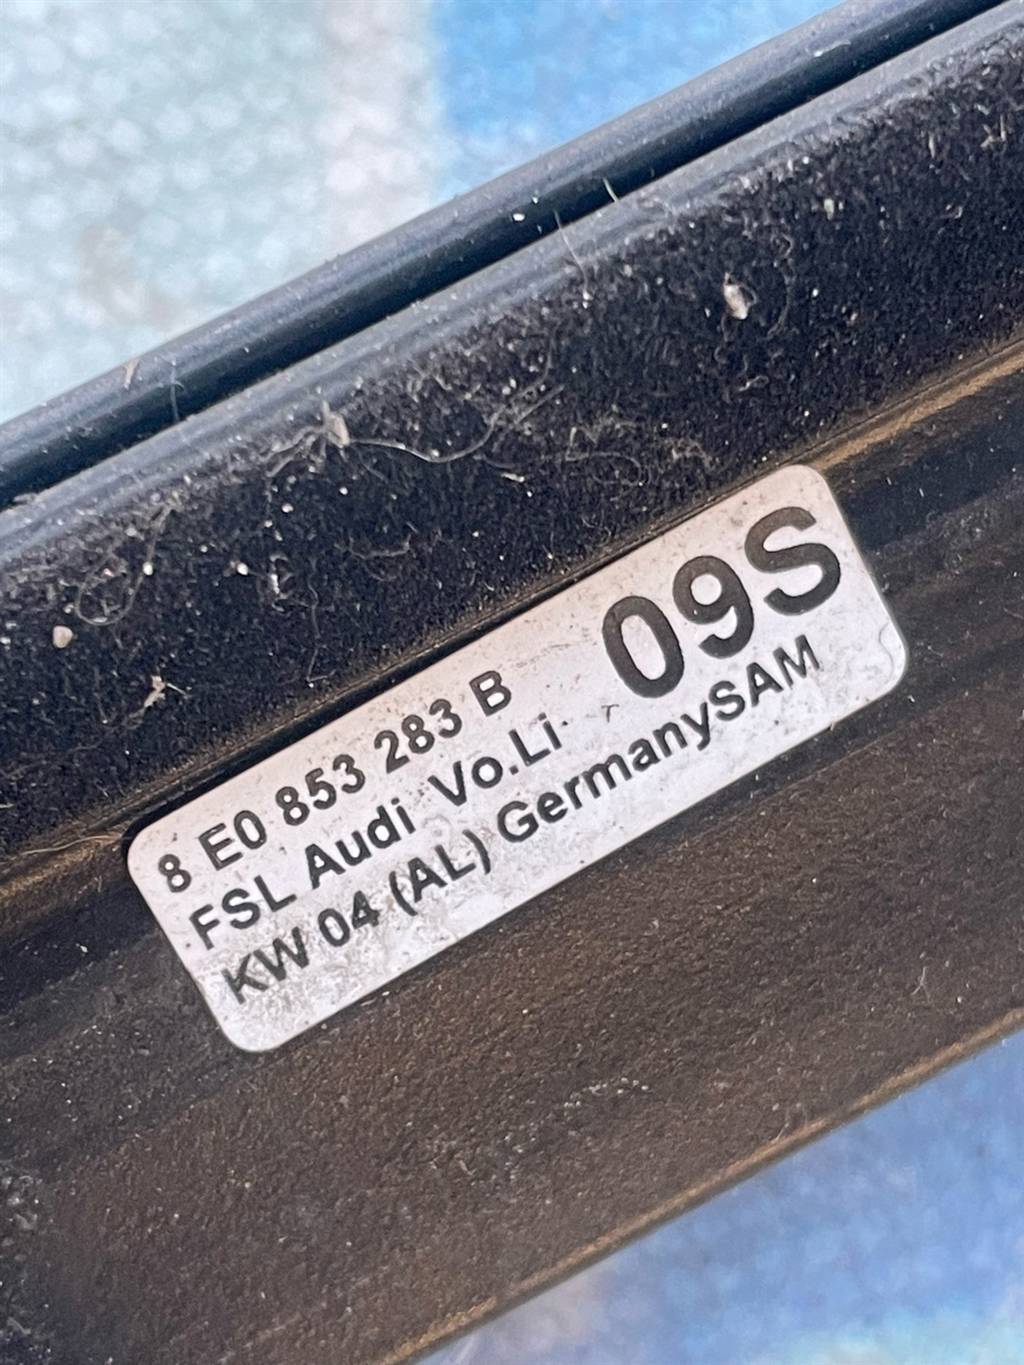 8 E0 853 283 B
09S
FSL Audi Vo.Li
KW 04 (AL) GermanySAM